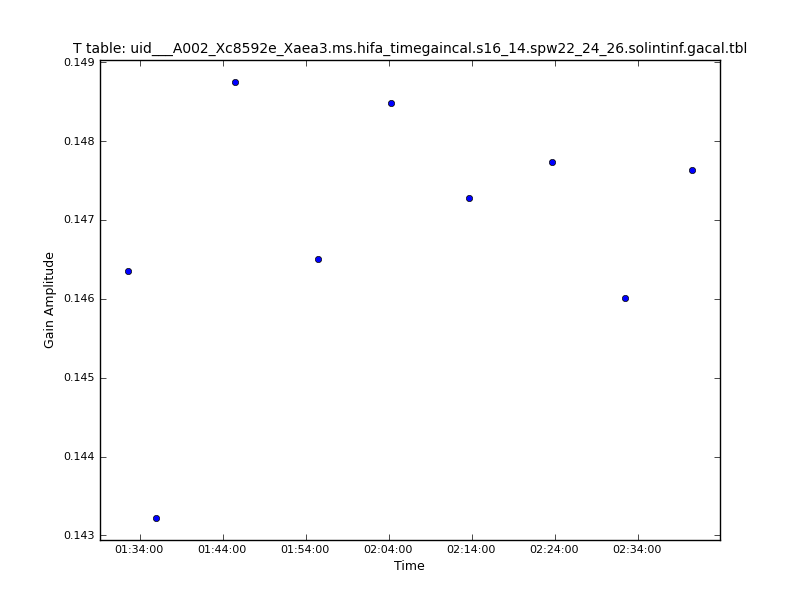 T table: uid___A002_Xc8592e_Xaea3.ms.hifa_timegaincal.s16_14.spw22_24_26.solintinf.gacal.tbl
0.149
0.148
0.147
0.146
0.145
0.144
0.143
Gain Amplitude
01:34:00 01:44:00 01:54:00 02:04:00 02:14:00 02:24:00 02:34:00
Time